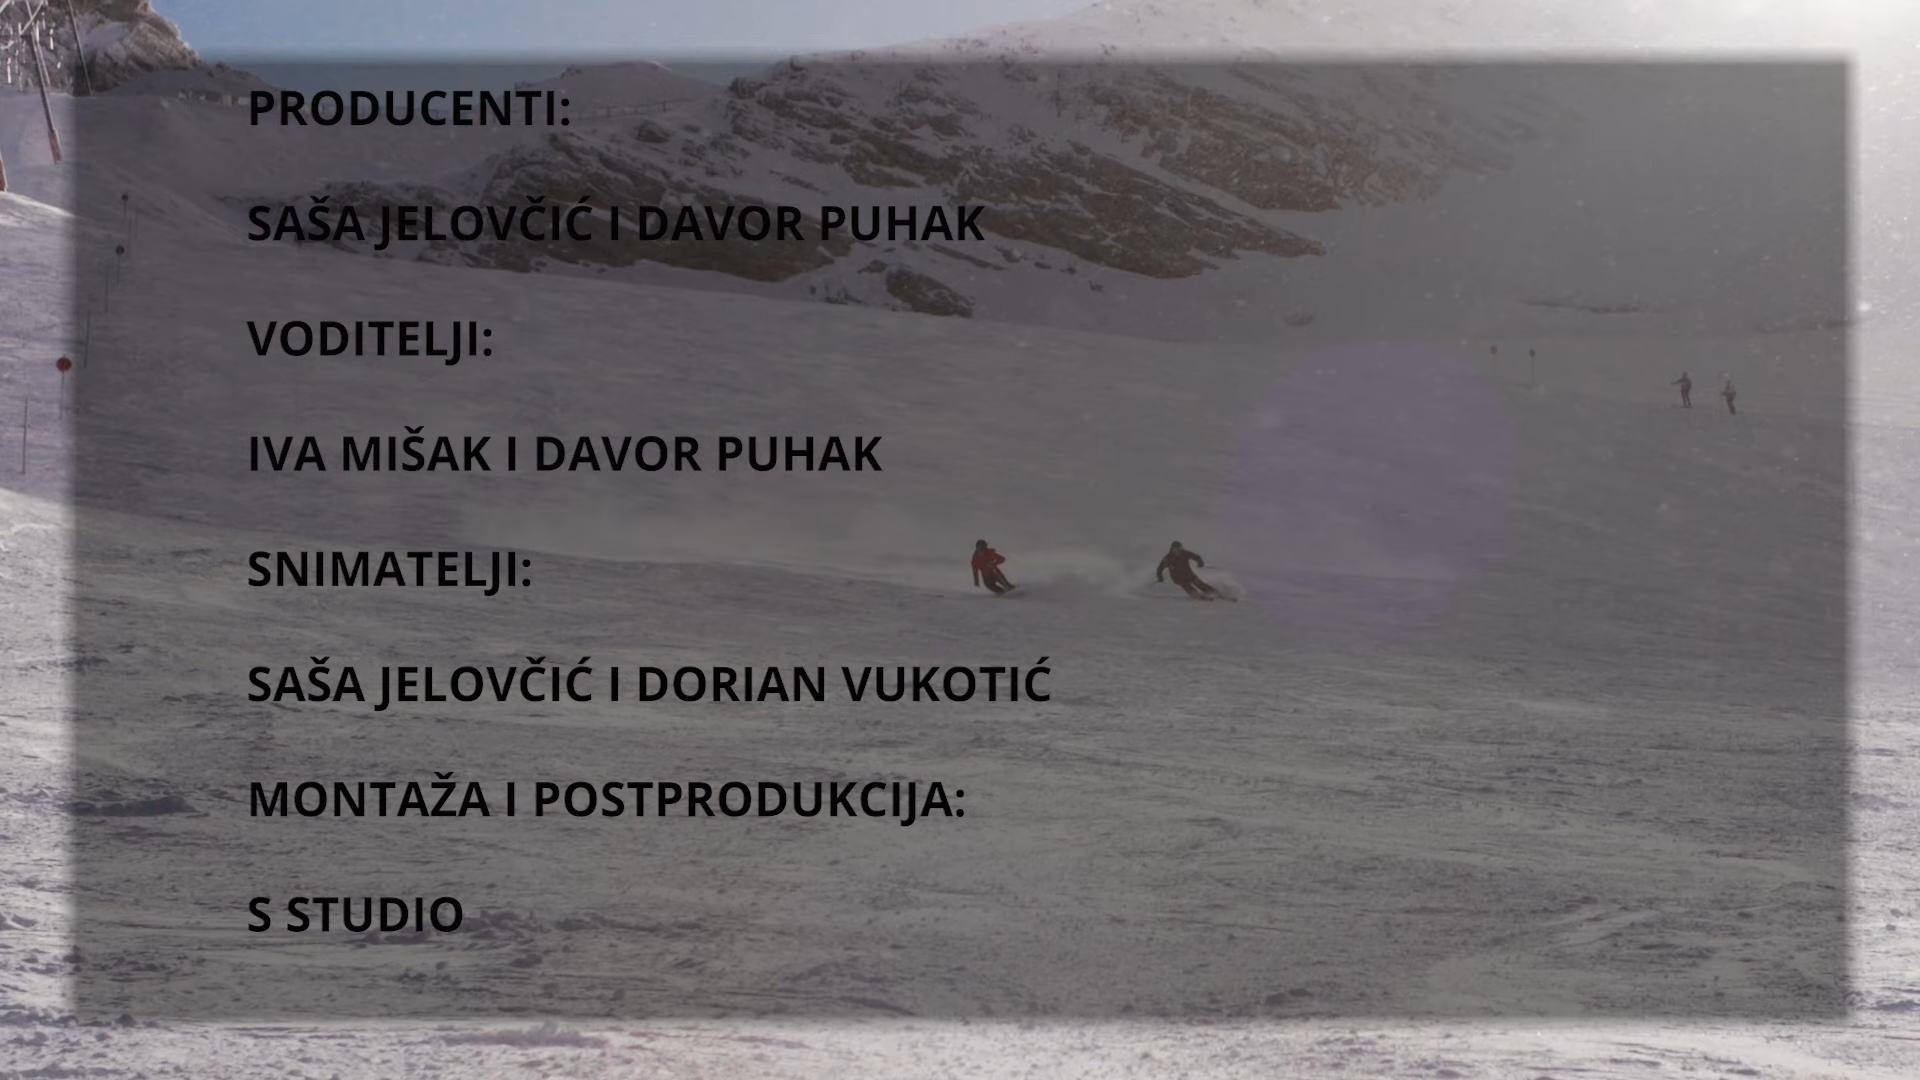 PRODUCENTI:
SAŠA JELOVČIĆ I DAVOR PUHAK
VODITELJI:
IVA MIŠAK I DAVOR PUHAK
SNIMATELJI:
SAŠA JELOVČIĆ I DORIAN VUKOTIĆ
MONTAŽA I POSTPRODUKCIJA:
S STUDIO